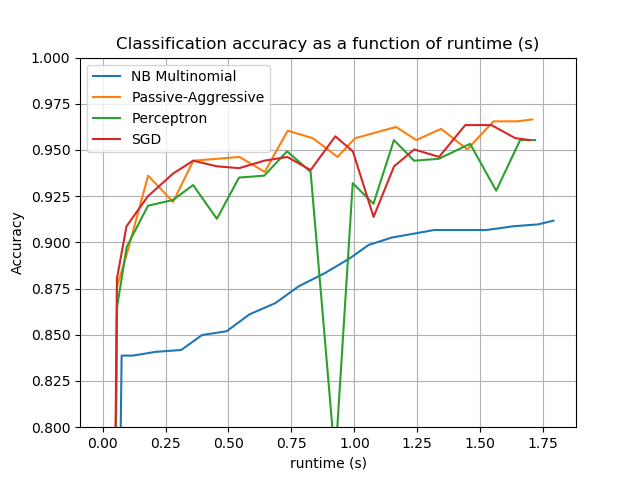 Classification accuracy as a function of runtime (s)
1.000
0.975
0.950
0.925
0.900
0.875
0.850
0.825
0.800
Accuracy
NB Multinomial
Passive-Aggressive
Perceptron
SGD
0.00 0.25 0.50 0.75 1.00 1.25 1.50 1.75
runtime (s)